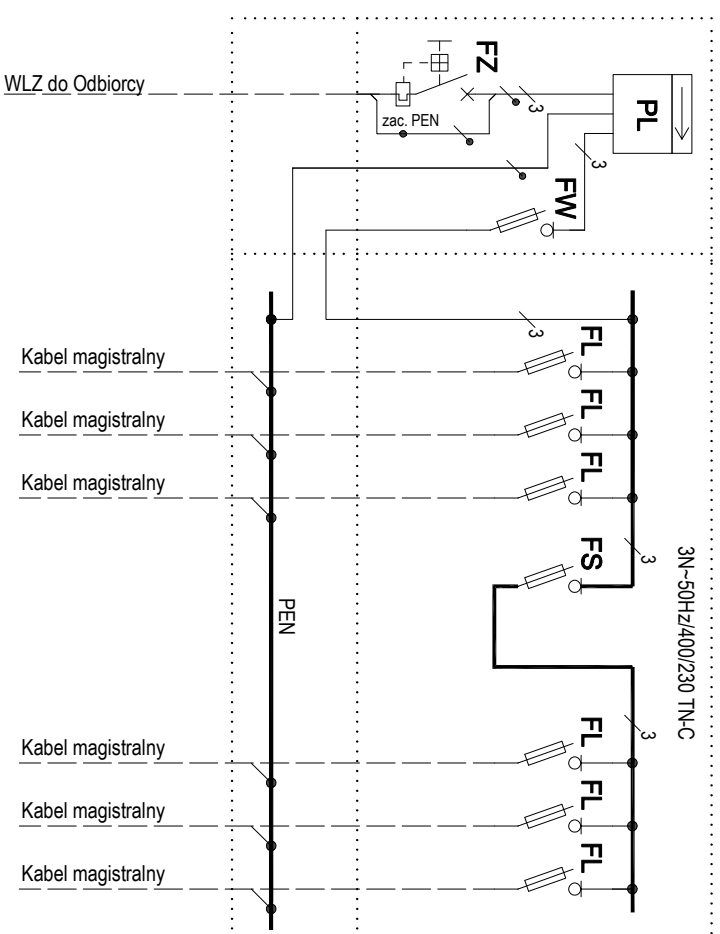 FZ
WLZ do Odbiorcy
PL
3
zac. PEN
3
FW
3
Kabel magistralny
FL
Kabel magistralny
FL
Kabel magistralny
FL
3
FS
3N~50Hz/400/230 TN-C
PEN
3
Kabel magistralny
FL
Kabel magistralny
FL
Kabel magistralny
FL